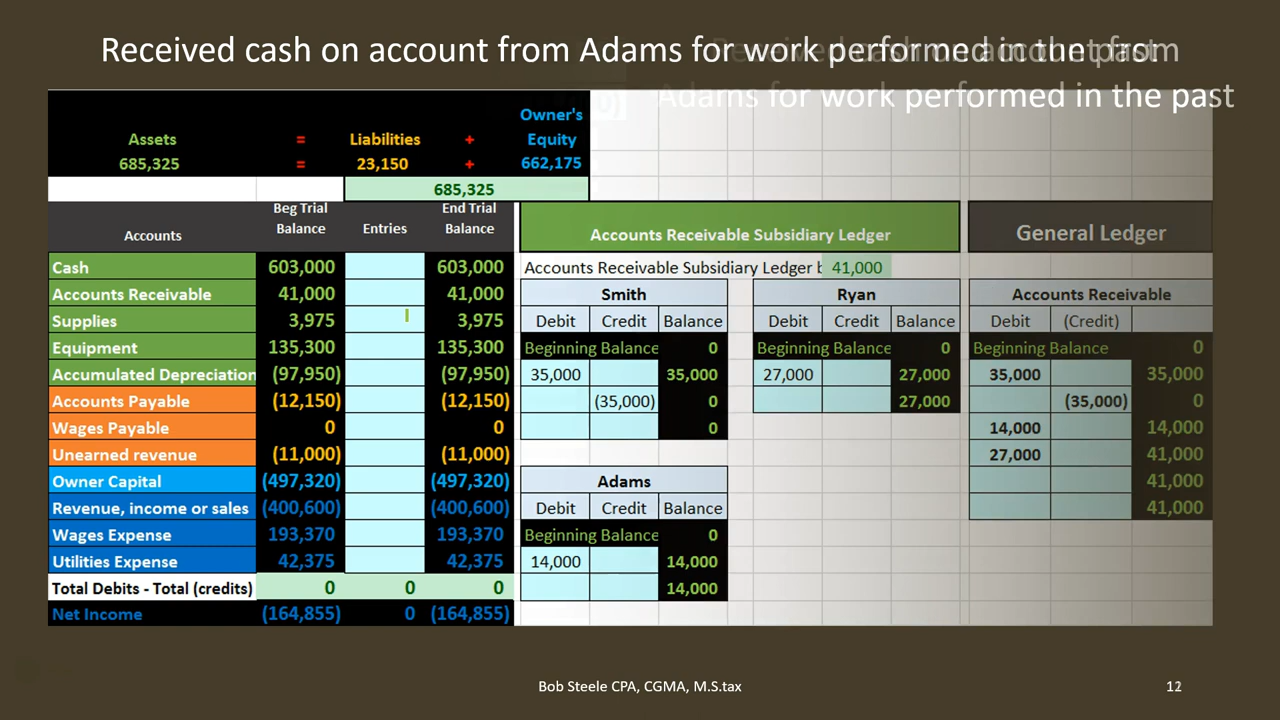 Received cash on account from Adams for work performed in the past
Received cash on account from
Adams for work performed in the past
Assets = Liabilities + Owner's Equity
685,325 = 23,150 + 662,175
685,325
Accounts Beg Trial Balance Entries End Trial Balance
Cash 603,000 603,000
Accounts Receivable 41,000 41,000
Supplies 3,975 3,975
Equipment 135,300 135,300
Accumulated Depreciation (97,950) (97,950)
Accounts Payable (12,150) (12,150)
Wages Payable 0 0
Unearned revenue (11,000) (11,000)
Owner Capital (497,320) (497,320)
Revenue, income or sales (400,600) (400,600)
Wages Expense 193,370 193,370
Utilities Expense 42,375 42,375
Total Debits - Total (credits) 0 0 0
Net Income (164,855) 0 (164,855)
Accounts Receivable Subsidiary Ledger
Accounts Receivable Subsidiary Ledger b 41,000
Smith
Debit Credit Balance
Beginning Balance 0
35,000 35,000
(35,000) 0
0
Ryan
Debit Credit Balance
Beginning Balance 0
27,000 27,000
27,000
Adams
Debit Credit Balance
Beginning Balance 0
14,000 14,000
14,000
General Ledger
Accounts Receivable
Debit (Credit)
Beginning Balance 0
35,000 35,000
(35,000) 0
14,000 14,000
27,000 41,000
41,000
41,000
Bob Steele CPA, CGMA, M.S.tax